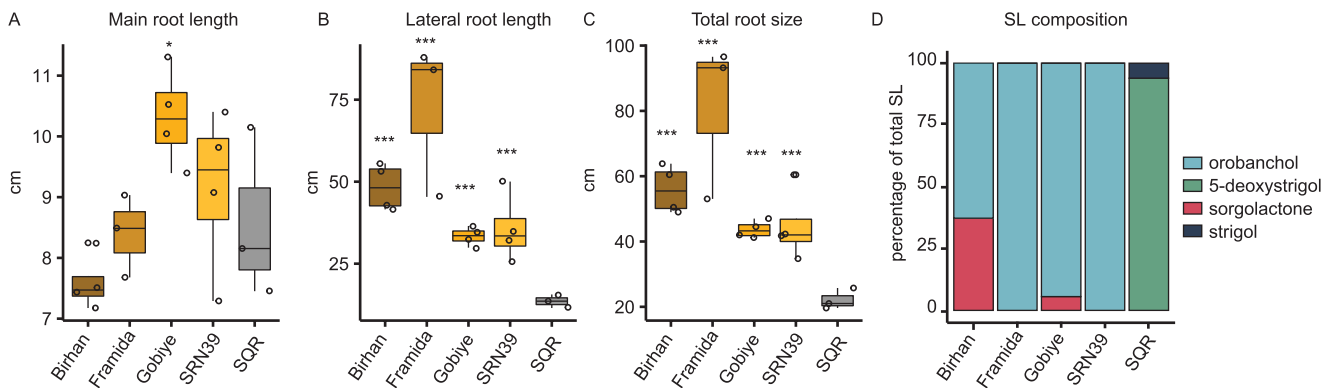 A Main root length
cm
11
10
9
8
7
*
Birhan
Framida
Gobiye
SRN39
SQR
B Lateral root length
cm
75
50
25
***
***
***
***
Birhan
Framida
Gobiye
SRN39
SQR
C Total root size
cm
100
80
60
40
20
***
***
***
***
Birhan
Framida
Gobiye
SRN39
SQR
D SL composition
percentage of total SL
100
75
50
25
0
Birhan
Framida
Gobiye
SRN39
SQR
orobanchol
5-deoxystrigol
sorgolactone
strigol